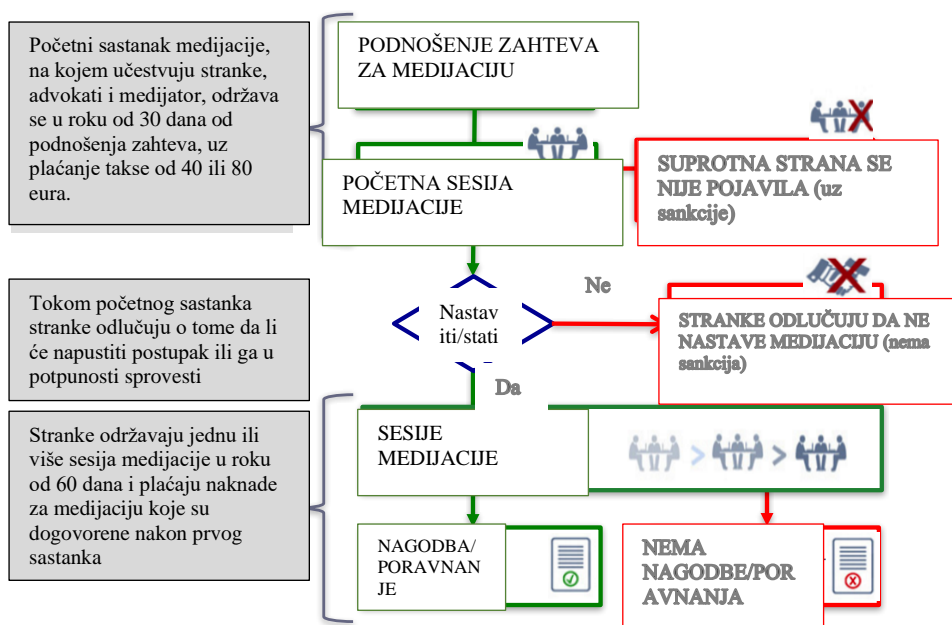 Početni sastanak medijacije,
na kojem učestvuju stranke,
advokati i medijator, održava
se u roku od 30 dana od
podnošenja zahteva, uz
plaćanje takse od 40 ili 80
eura.
PODNOŠENJE ZAHTEVA
ZA MEDIJACIJU
POČETNA SESIJA
MEDIJACIJE
SUPROTNA STRANA SE
NIJE POJAVILA (uz
sankcije)
Tokom početnog sastanka
stranke odlučuju o tome da li
će napustiti postupak ili ga u
potpunosti sprovesti
Nastav
iti/stati
Ne
STRANKE ODLUČUJU DA NE
NASTAVE MEDIJACIJU (nema
sankcija)
Da
Stranke održavaju jednu ili
više sesija medijacije u roku
od 60 dana i plaćaju naknade
za medijaciju koje su
dogovorene nakon prvog
sastanka
SESIJE
MEDIJACIJE
> >
NAGODBA/
PORAVNAN
JE
NEMA
NAGODBE/POR
AVNANJA